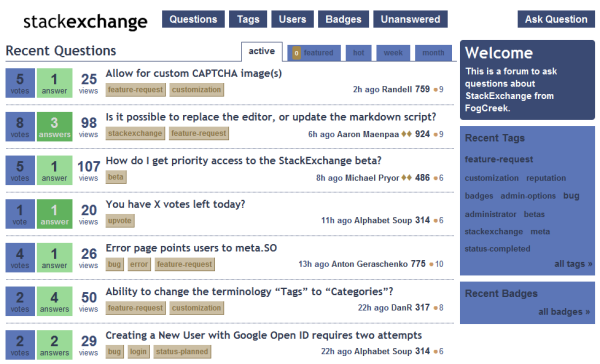 stackexchange
Questions Tags Users Badges Unanswered Ask Question
Recent Questions
active 0 featured hot week month
5 votes 1 answer 25 views
Allow for custom CAPTCHA image(s)
feature-request customization
2h ago Randell 759 ●9
8 votes 3 answers 98 views
Is it possible to replace the editor, or update the markdown script?
stackexchange feature-request
6h ago Aaron Maenpaa ♦♦ 924 ●9
5 votes 1 answer 107 views
How do I get priority access to the StackExchange beta?
beta
8h ago Michael Pryor ♦♦ 486 ●6
1 vote 1 answer 20 views
You have X votes left today?
upvote
11h ago Alphabet Soup 314 ●6
4 votes 1 answer 26 views
Error page points users to meta.SO
bug error feature-request
13h ago Anton Geraschenko 775 ●10
2 votes 4 answers 50 views
Ability to change the terminology “Tags” to “Categories”?
feature-request customization
22h ago DanR 317 ●8
2 votes 2 answers 29 views
Creating a New User with Google Open ID requires two attempts
bug login status-planned
22h ago Alphabet Soup 314 ●6
Welcome
This is a forum to ask
questions about
StackExchange from
FogCreek.
Recent Tags
feature-request
customization reputation
badges admin-options bug
administrator betas
stackexchange meta
status-completed
all tags »
Recent Badges
all badges »